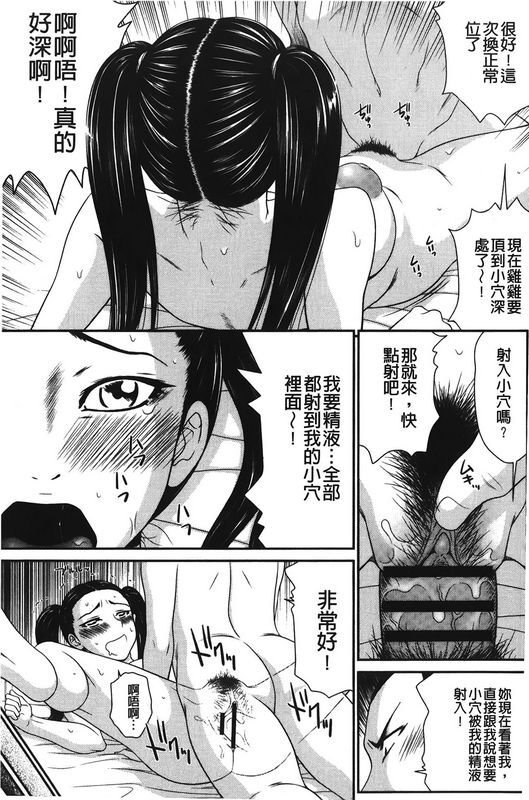 很好！這
次換正常
位了
啊啊唔！真的
好深啊！
現在雞雞要
頂到小穴深
處了～！
射入小穴嗎？
那就來，快
點射吧！
我要精液…全部
都射到我的小穴
裡面～！
妳現在看著我，
直接跟我說想要
小穴被我的精液
射入！
非常好！
啊唔啊